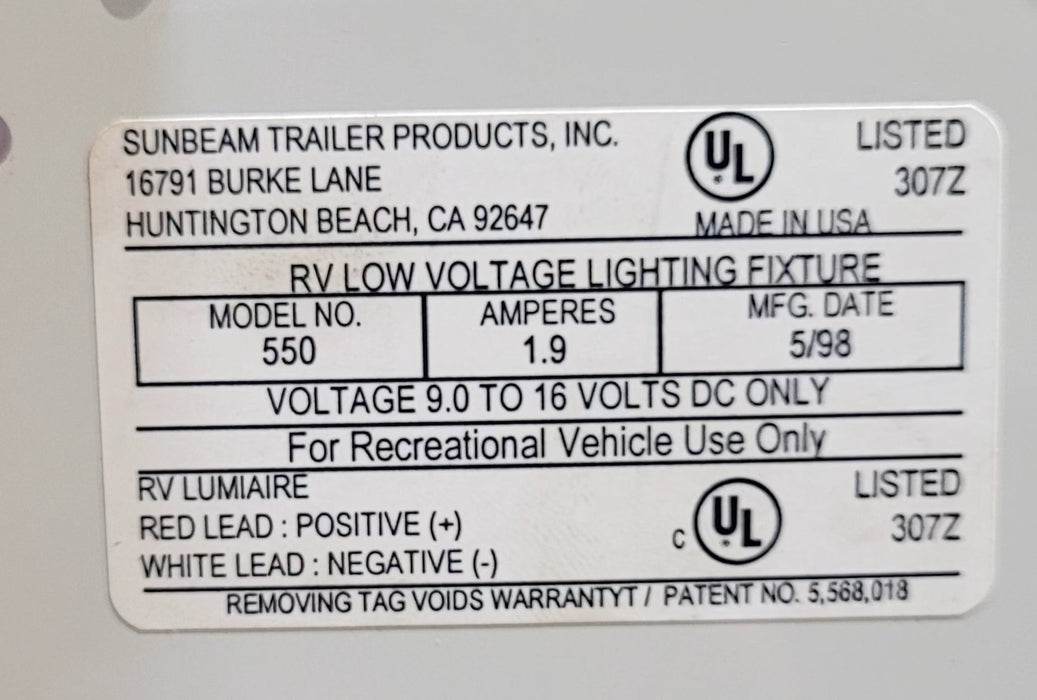 SUNBEAM TRAILER PRODUCTS, INC.
16791 BURKE LANE
HUNTINGTON BEACH, CA 92647
UL
LISTED
307Z
MADE IN USA
RV LOW VOLTAGE LIGHTING FIXTURE
MODEL NO.
550
AMPERES
1.9
MFG. DATE
5/98
VOLTAGE 9.0 TO 16 VOLTS DC ONLY
For Recreational Vehicle Use Only
RV LUMIAIRE
RED LEAD : POSITIVE (+)
WHITE LEAD : NEGATIVE (-)
C UL
LISTED
307Z
REMOVING TAG VOIDS WARRANTYT / PATENT NO. 5,568,018